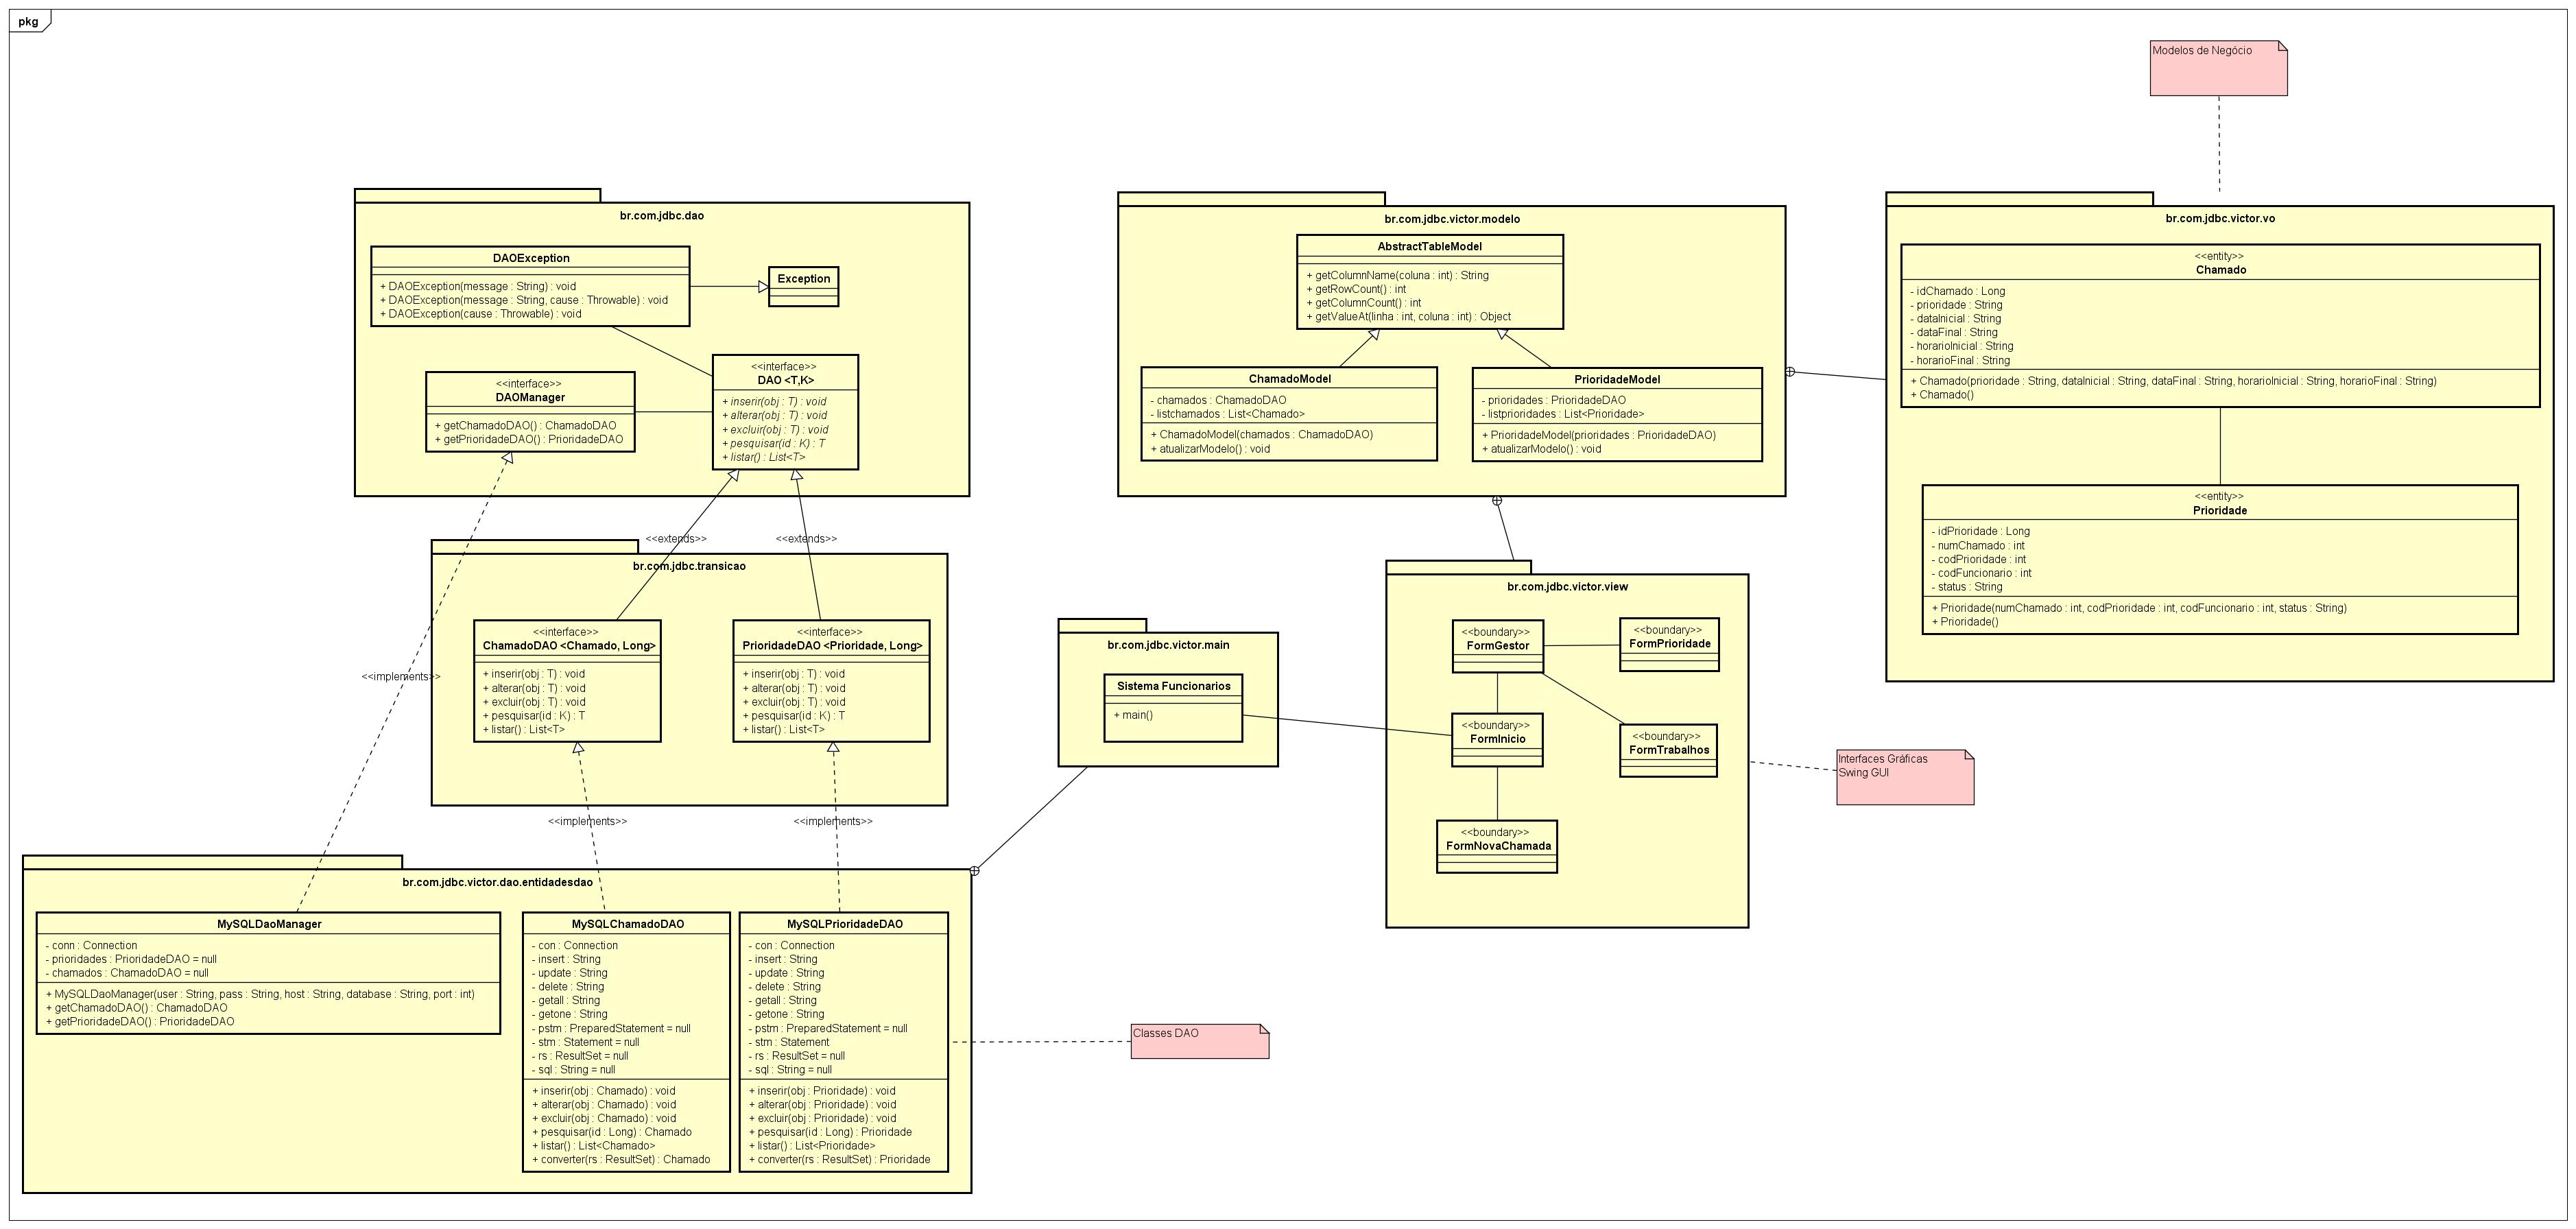 pkg
Modelos de Negócio
br.com.jdbc.dao
DAOException
+ DAOException(message : String) : void
+ DAOException(message : String, cause : Throwable) : void
+ DAOException(cause : Throwable) : void
Exception
<<interface>>
DAOManager
+ getChamadoDAO() : ChamadoDAO
+ getPrioridadeDAO() : PrioridadeDAO
<<interface>>
DAO <T,K>
+ inserir(obj : T) : void
+ alterar(obj : T) : void
+ excluir(obj : T) : void
+ pesquisar(id : K) : T
+ listar() : List<T>
br.com.jdbc.victor.modelo
AbstractTableModel
+ getColumnName(coluna : int) : String
+ getRowCount() : int
+ getColumnCount() : int
+ getValueAt(linha : int, coluna : int) : Object
ChamadoModel
- chamados : ChamadoDAO
- listchamados : List<Chamado>
+ ChamadoModel(chamados : ChamadoDAO)
+ atualizarModelo() : void
PrioridadeModel
- prioridades : PrioridadeDAO
- listprioridades : List<Prioridade>
+ PrioridadeModel(prioridades : PrioridadeDAO)
+ atualizarModelo() : void
br.com.jdbc.victor.vo
<<entity>>
Chamado
- idChamado : Long
- prioridade : String
- dataInicial : String
- dataFinal : String
- horarioInicial : String
- horarioFinal : String
+ Chamado(prioridade : String, dataInicial : String, dataFinal : String, horarioInicial : String, horarioFinal : String)
+ Chamado()
<<entity>>
Prioridade
- idPrioridade : Long
- numChamado : int
- codPrioridade : int
- codFuncionario : int
- status : String
+ Prioridade(numChamado : int, codPrioridade : int, codFuncionario : int, status : String)
+ Prioridade()
<<extends>>
<<extends>>
br.com.jdbc.transicao
<<interface>>
ChamadoDAO <Chamado, Long>
+ inserir(obj : T) : void
+ alterar(obj : T) : void
+ excluir(obj : T) : void
+ pesquisar(id : K) : T
+ listar() : List<T>
<<interface>>
PrioridadeDAO <Prioridade, Long>
+ inserir(obj : T) : void
+ alterar(obj : T) : void
+ excluir(obj : T) : void
+ pesquisar(id : K) : T
+ listar() : List<T>
<<implements>>
<<implements>>
<<implements>>
br.com.jdbc.victor.main
Sistema Funcionarios
+ main()
br.com.jdbc.victor.view
<<boundary>>
FormGestor
<<boundary>>
FormPrioridade
<<boundary>>
FormInicio
<<boundary>>
FormTrabalhos
<<boundary>>
FormNovaChamada
Interfaces Gráficas
Swing GUI
br.com.jdbc.victor.dao.entidadesdao
MySQLDaoManager
- conn : Connection
- prioridades : PrioridadeDAO = null
- chamados : ChamadoDAO = null
+ MySQLDaoManager(user : String, pass : String, host : String, database : String, port : int)
+ getChamadoDAO() : ChamadoDAO
+ getPrioridadeDAO() : PrioridadeDAO
MySQLChamadoDAO
- con : Connection
- insert : String
- update : String
- delete : String
- getall : String
- getone : String
- pstm : PreparedStatement = null
- stm : Statement = null
- rs : ResultSet = null
- sql : String = null
+ inserir(obj : Chamado) : void
+ alterar(obj : Chamado) : void
+ excluir(obj : Chamado) : void
+ pesquisar(id : Long) : Chamado
+ listar() : List<Chamado>
+ converter(rs : ResultSet) : Chamado
MySQLPrioridadeDAO
- con : Connection
- insert : String
- update : String
- delete : String
- getall : String
- getone : String
- pstm : PreparedStatement = null
- stm : Statement
- rs : ResultSet = null
- sql : String = null
+ inserir(obj : Prioridade) : void
+ alterar(obj : Prioridade) : void
+ excluir(obj : Prioridade) : void
+ pesquisar(id : Long) : Prioridade
+ listar() : List<Prioridade>
+ converter(rs : ResultSet) : Prioridade
Classes DAO